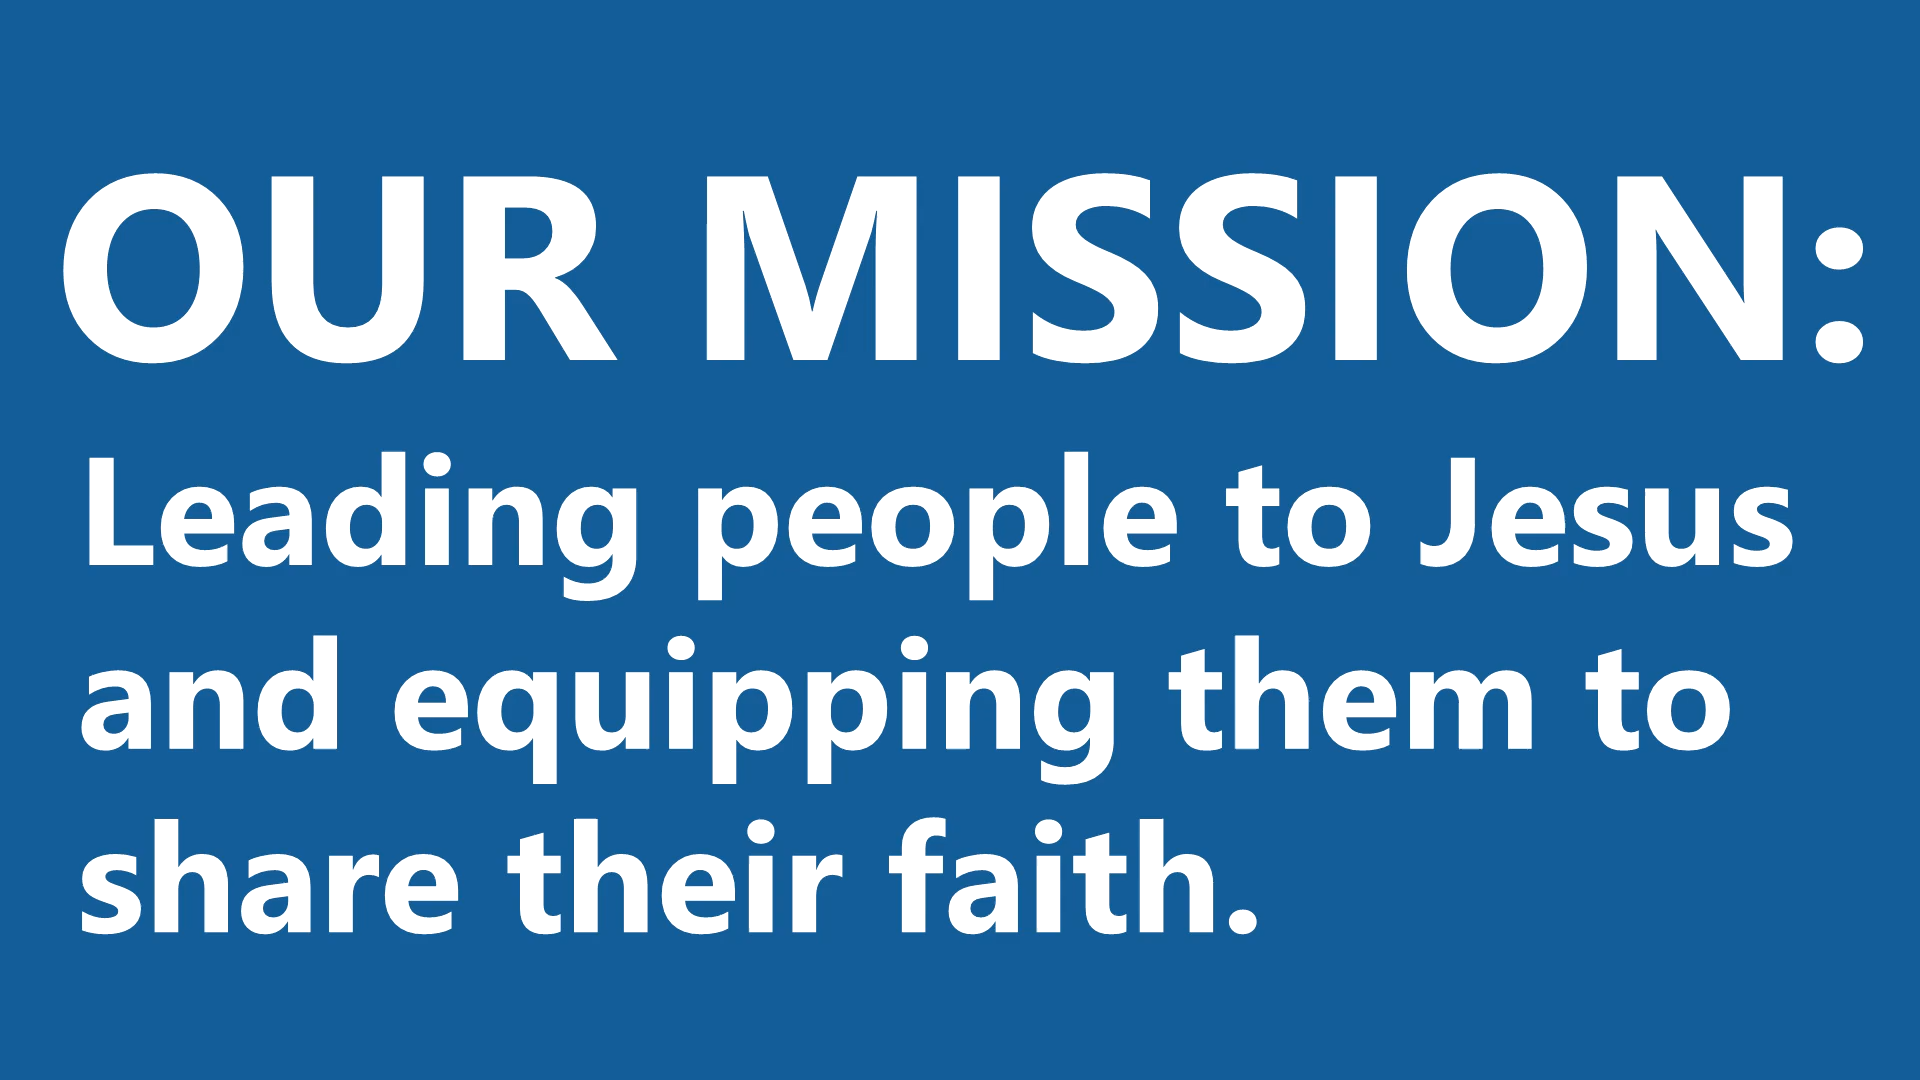 OUR MISSION:
Leading people to Jesus
and equipping them to
share their faith.